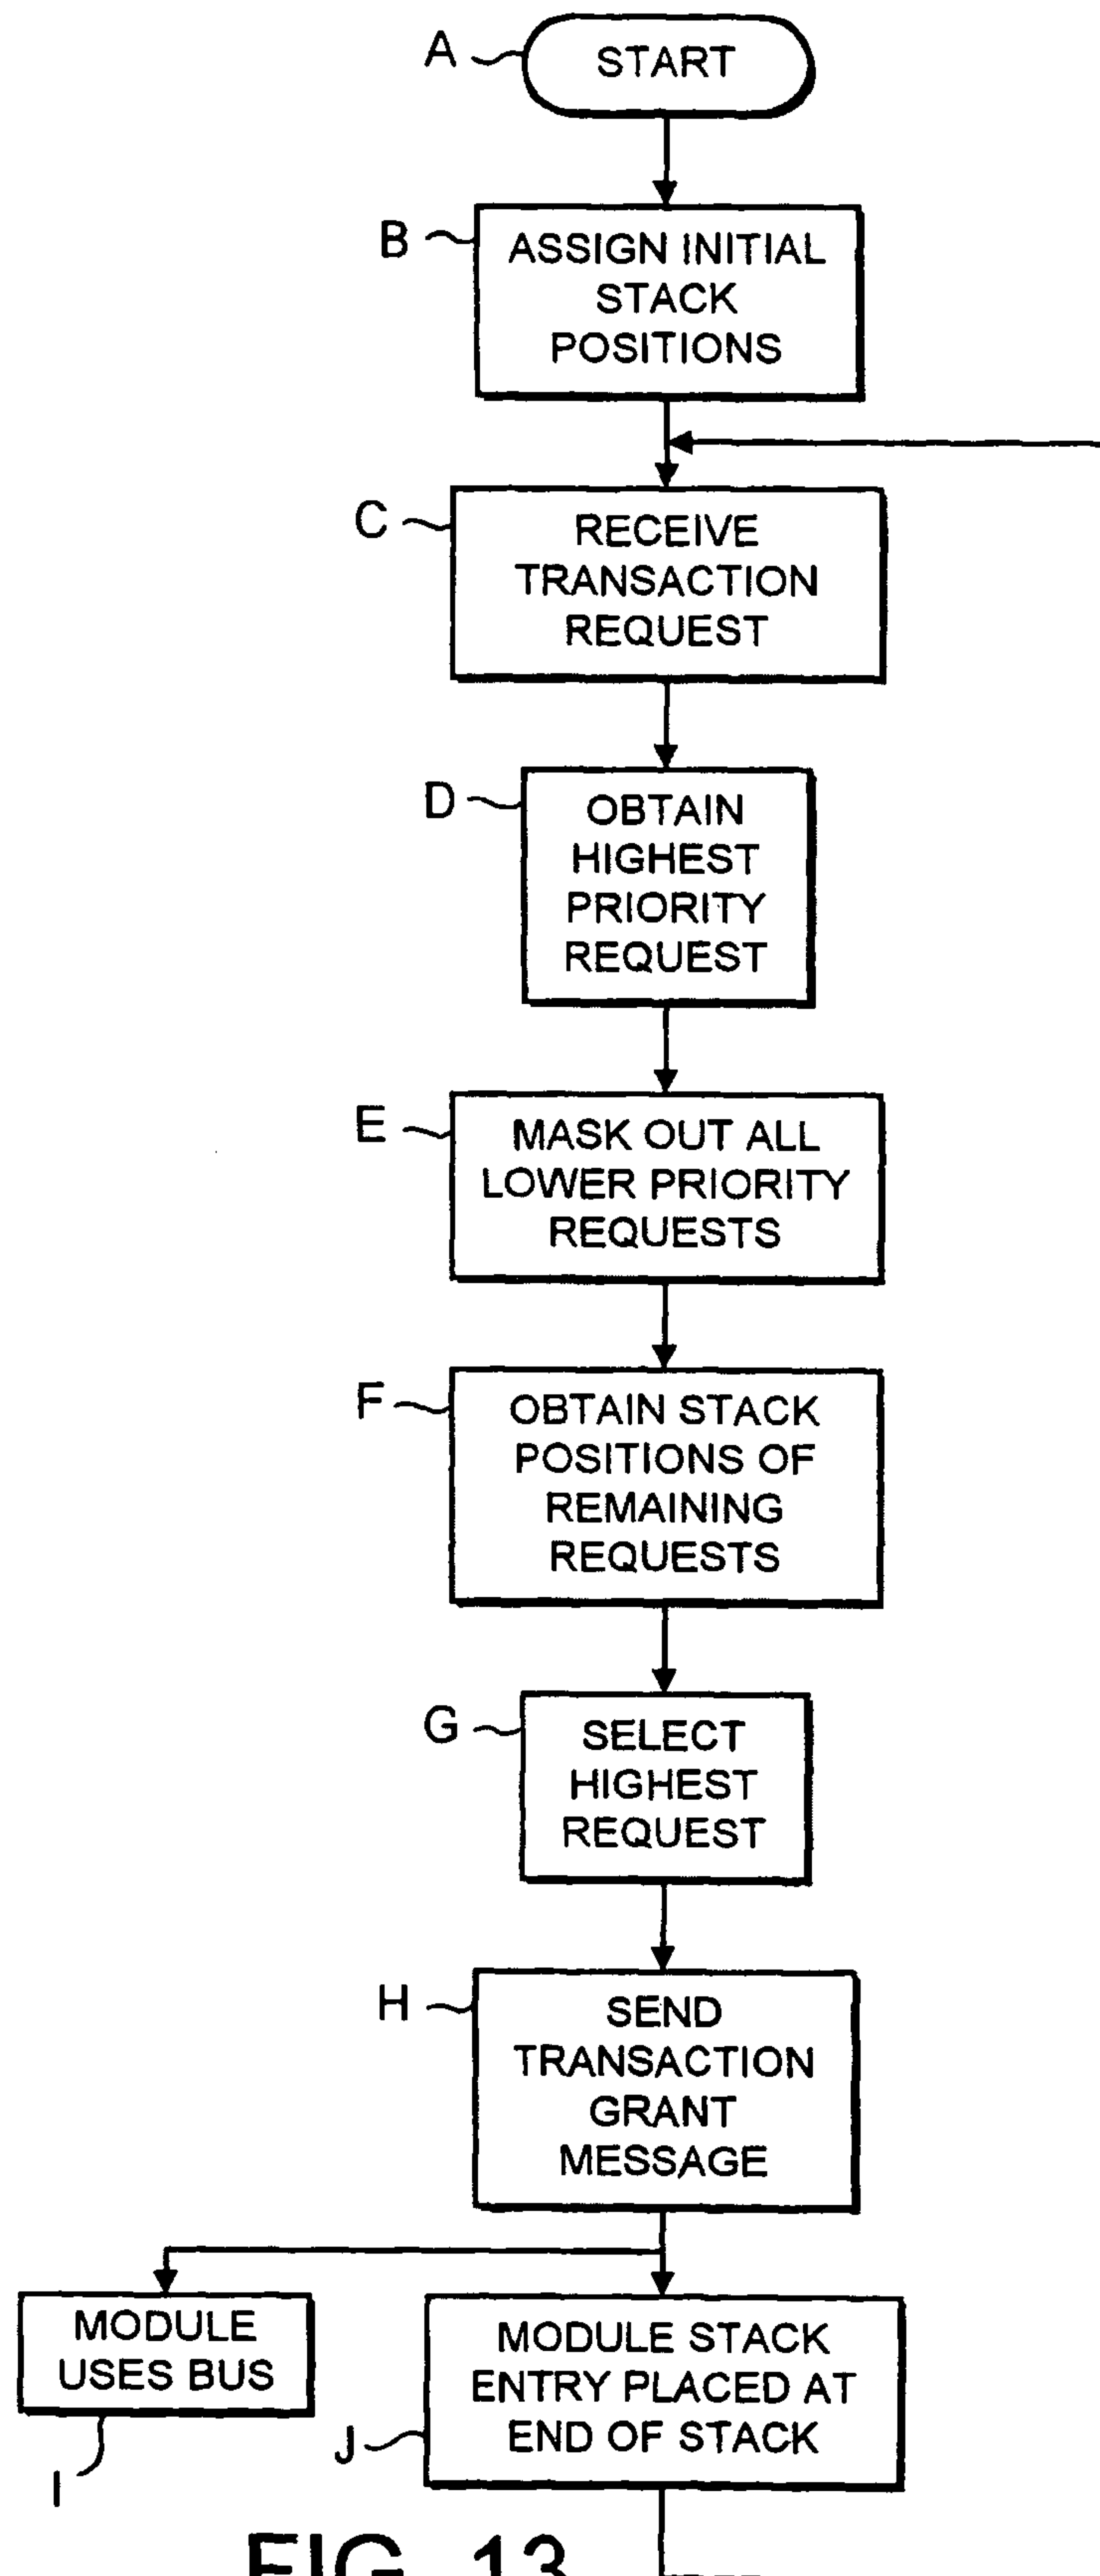 A
START
B
ASSIGN INITIAL
STACK
POSITIONS
C
RECEIVE
TRANSACTION
REQUEST
D
OBTAIN
HIGHEST
PRIORITY
REQUEST
E
MASK OUT ALL
LOWER PRIORITY
REQUESTS
F
OBTAIN STACK
POSITIONS OF
REMAINING
REQUESTS
G
SELECT
HIGHEST
REQUEST
H
SEND
TRANSACTION
GRANT
MESSAGE
MODULE
USES BUS
I
MODULE STACK
ENTRY PLACED AT
END OF STACK
J
FIG. 13